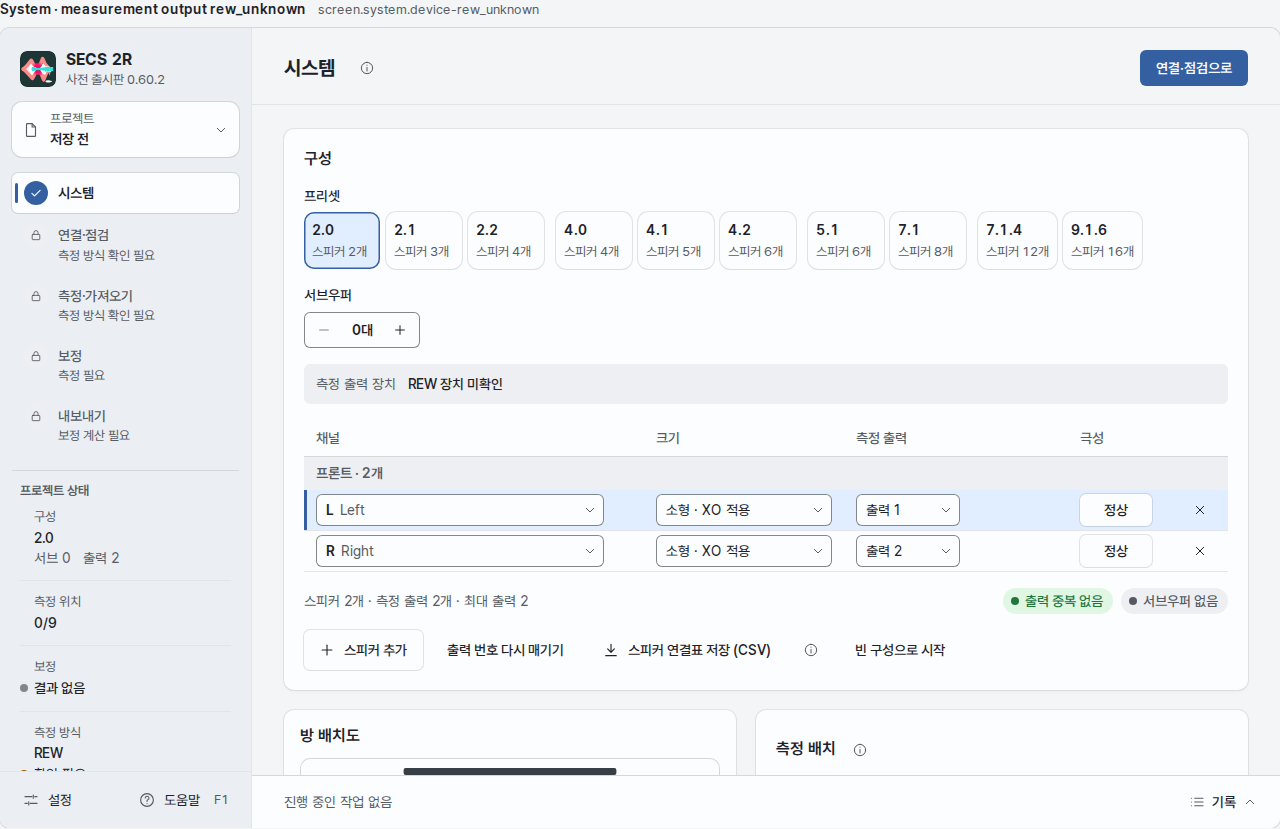 System · measurement output rew_unknown screen.system.device-rew_unknown
SECS 2R
사전 출시판 0.60.2
프로젝트
저장 전
시스템
연결·점검
측정 방식 확인 필요
측정·가져오기
측정 방식 확인 필요
보정
측정 필요
내보내기
보정 계산 필요
프로젝트 상태
구성
2.0
서브 0 출력 2
측정 위치
0/9
보정
결과 없음
측정 방식
REW
설정
도움말 F1
시스템
연결·점검으로
구성
프리셋
2.0
스피커 2개
2.1
스피커 3개
2.2
스피커 4개
4.0
스피커 4개
4.1
스피커 5개
4.2
스피커 6개
5.1
스피커 6개
7.1
스피커 8개
7.1.4
스피커 12개
9.1.6
스피커 16개
서브우퍼
0대
측정 출력 장치 REW 장치 미확인
채널 크기 측정 출력 극성
프론트 · 2개
L Left 소형 · XO 적용 출력 1 정상
R Right 소형 · XO 적용 출력 2 정상
스피커 2개 · 측정 출력 2개 · 최대 출력 2
출력 중복 없음
서브우퍼 없음
스피커 추가
출력 번호 다시 매기기
스피커 연결표 저장 (CSV)
빈 구성으로 시작
방 배치도
측정 배치
진행 중인 작업 없음
기록